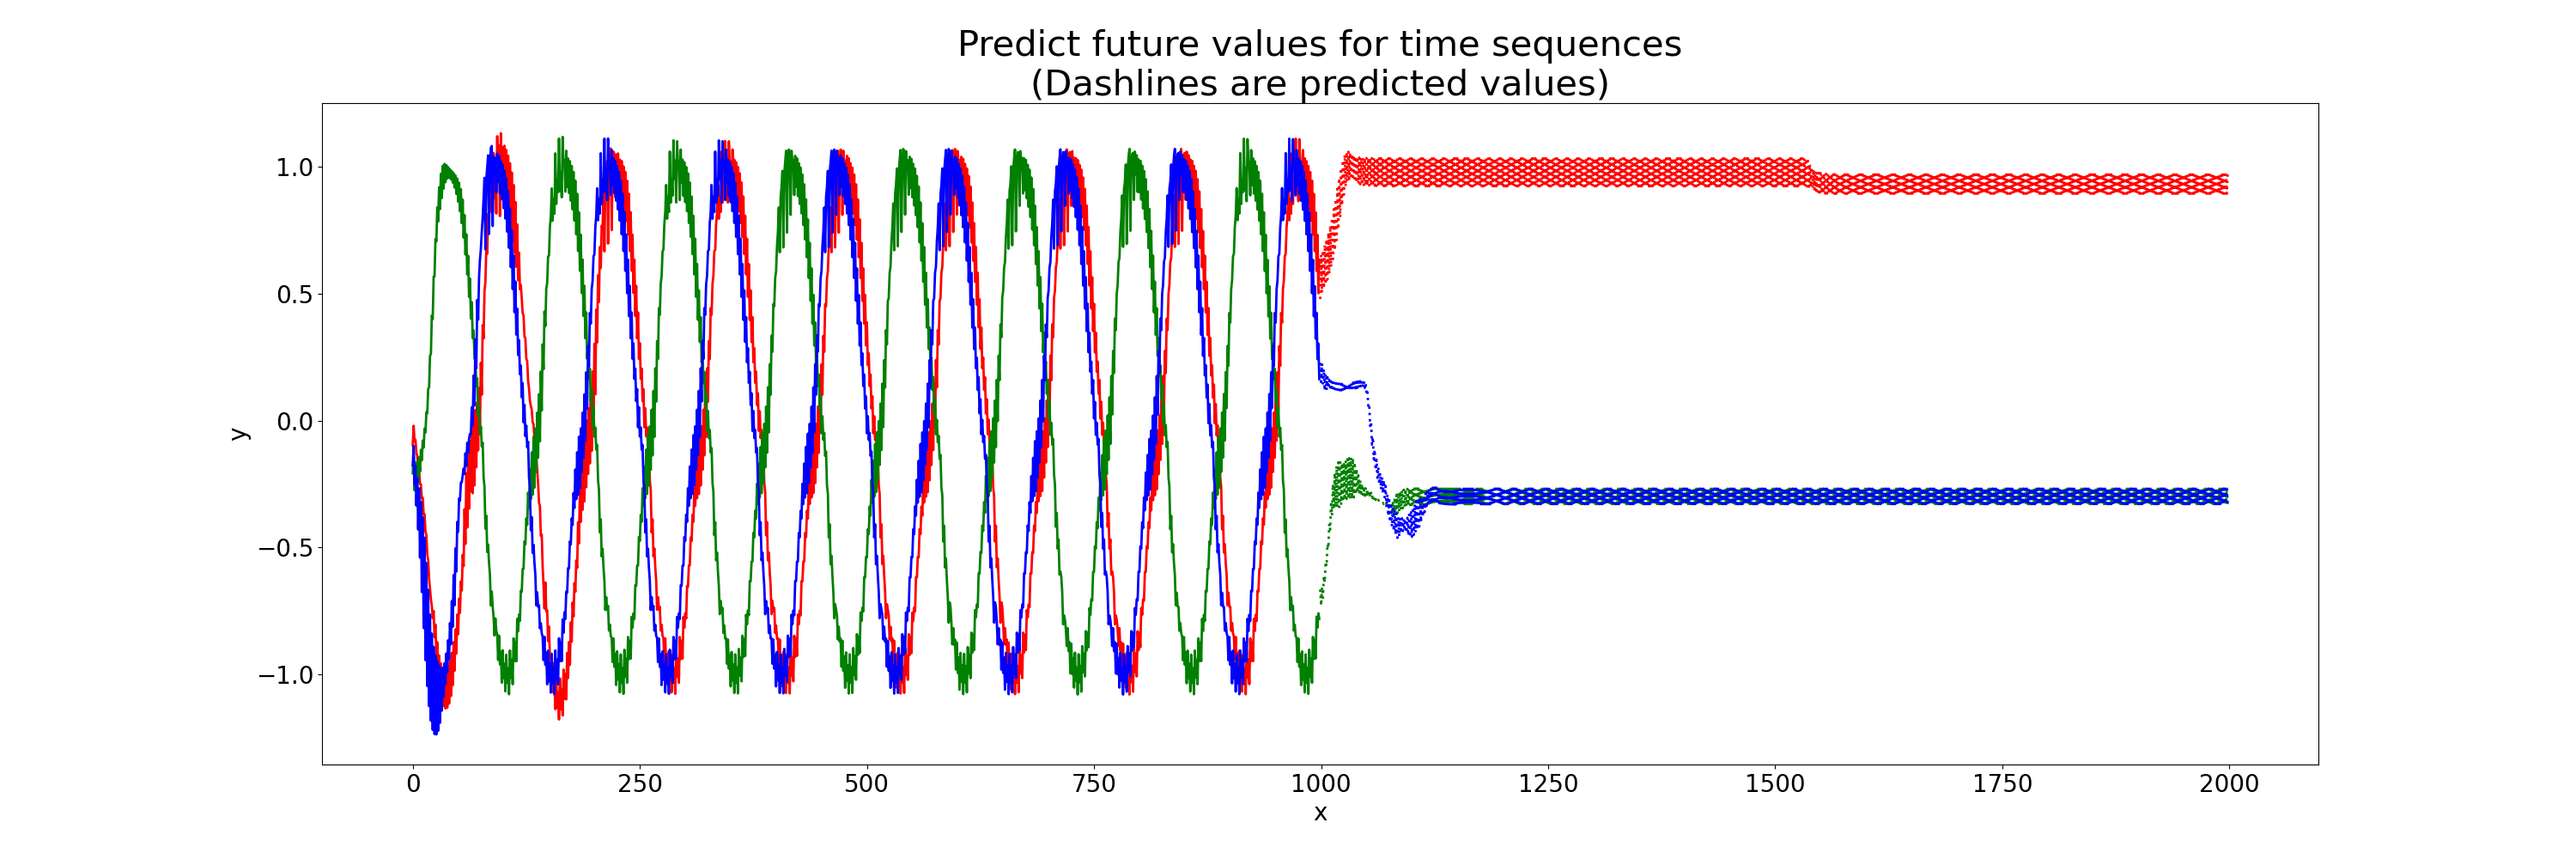 Predict future values for time sequences
(Dashlines are predicted values)
1.0
0.5
0.0
−0.5
−1.0
y
0 250 500 750 1000 1250 1500 1750 2000
x